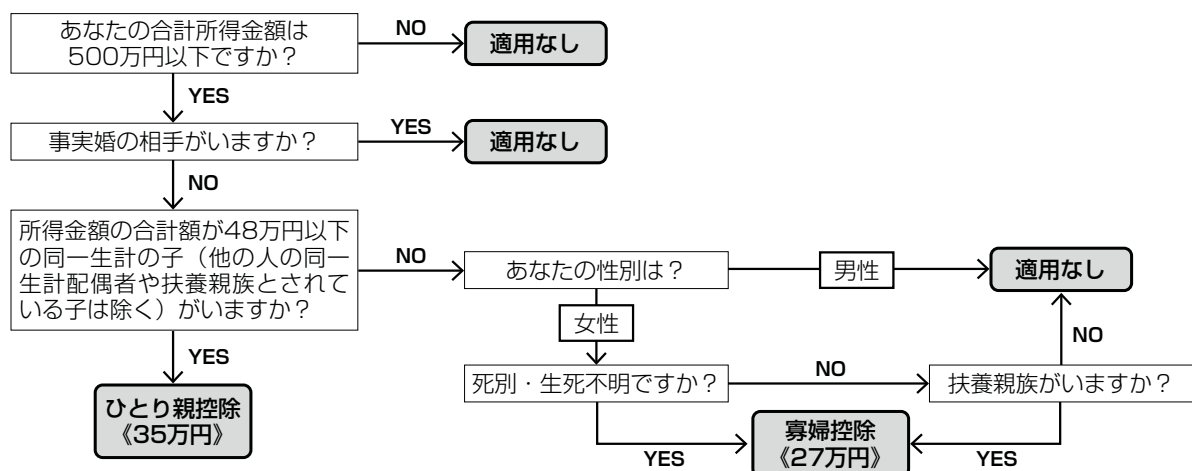 あなたの合計所得金額は
500万円以下ですか？
NO
適用なし
YES
事実婚の相手がいますか？
YES
適用なし
NO
所得金額の合計額が48万円以下
の同一生計の子（他の人の同一
生計配偶者や扶養親族とされて
いる子は除く）がいますか？
NO
あなたの性別は？
男性
適用なし
女性
NO
YES
死別・生死不明ですか？
NO
扶養親族がいますか？
ひとり親控除
《35万円》
YES
寡婦控除
《27万円》
YES